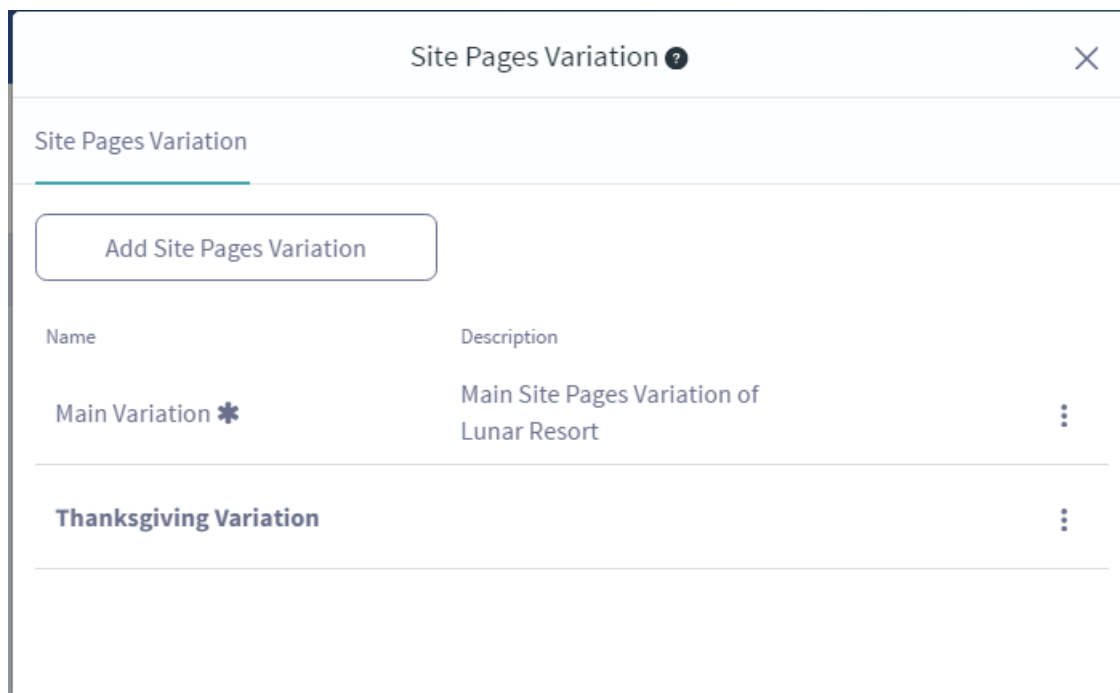 Site Pages Variation ?
Site Pages Variation
Add Site Pages Variation
Name Description
Main Variation ✱ Main Site Pages Variation of
Lunar Resort
Thanksgiving Variation